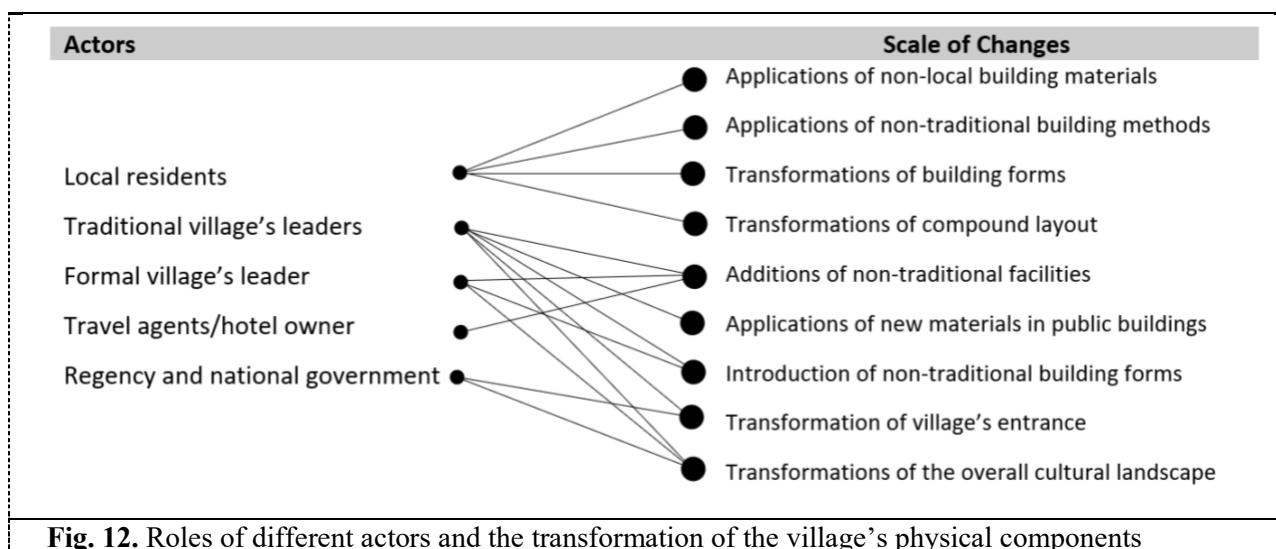 Actors Scale of Changes
Applications of non-local building materials
Applications of non-traditional building methods
Local residents Transformations of building forms
Transformations of compound layout
Traditional village's leaders
Formal village's leader Additions of non-traditional facilities
Travel agents/hotel owner Applications of new materials in public buildings
Regency and national government Introduction of non-traditional building forms
Transformation of village's entrance
Transformations of the overall cultural landscape
Fig. 12. Roles of different actors and the transformation of the village's physical components